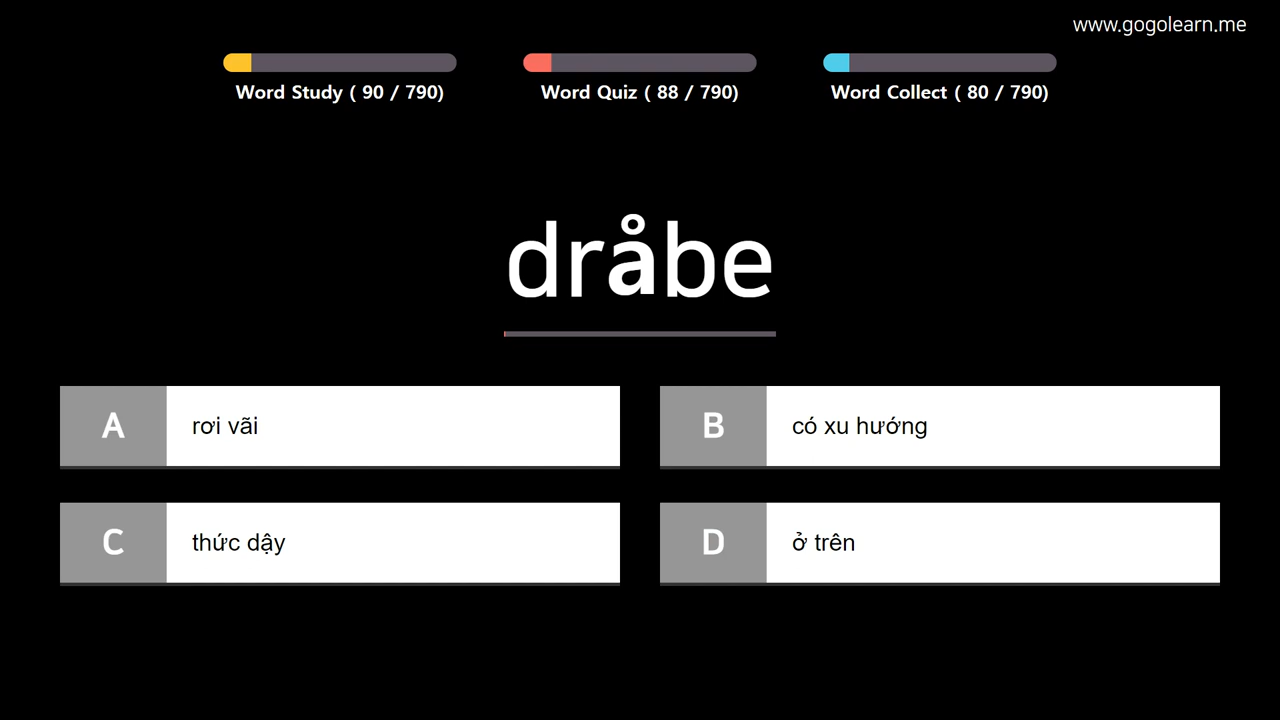 www.gogolearn.me
Word Study ( 90 / 790)
Word Quiz ( 88 / 790)
Word Collect ( 80 / 790)
dråbe
A rơi vãi
B có xu hướng
C thức dậy
D ở trên